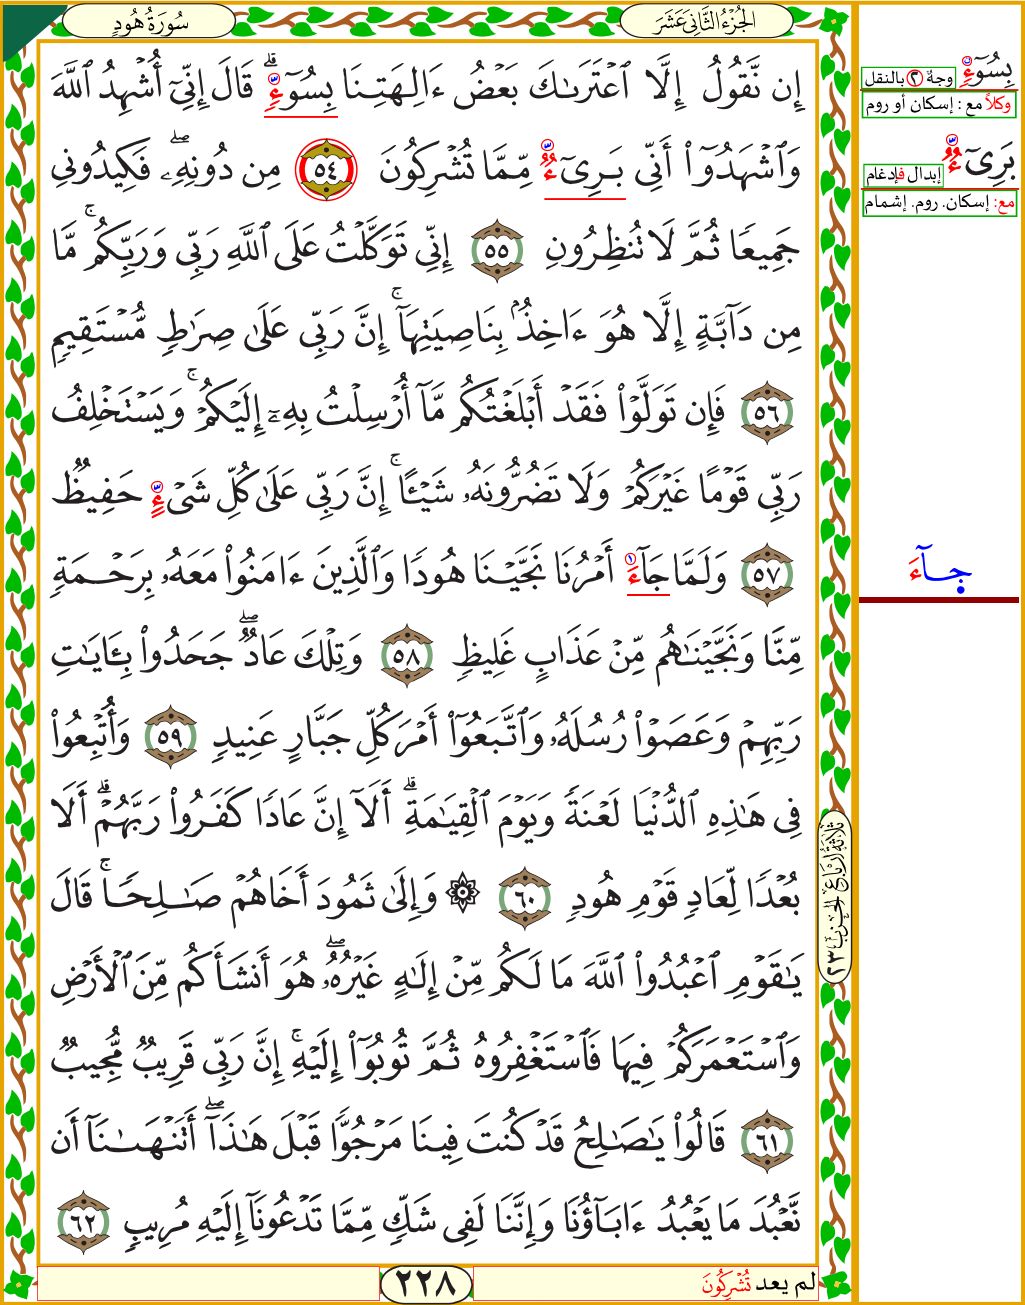 سُورَةُ هُودٍ
الجُزْءُ الثَّانِى عَشَرَ
إِن نَّقُولُ إِلَّا ٱعۡتَرَىٰكَ بَعۡضُ ءَالِهَتِنَا بِسُوٓءٖۗ قَالَ إِنِّيٓ أُشۡهِدُ ٱللَّهَ
وَٱشۡهَدُوٓاْ أَنِّي بَرِيٓءٞ مِّمَّا تُشۡرِكُونَ ٥٤ مِن دُونِهِۦۖ فَكِيدُونِي
جَمِيعٗا ثُمَّ لَا تُنظِرُونِ ٥٥ إِنِّي تَوَكَّلۡتُ عَلَى ٱللَّهِ رَبِّي وَرَبِّكُمۚ مَّا
مِن دَآبَّةٍ إِلَّا هُوَ ءَاخِذُۢ بِنَاصِيَتِهَآۚ إِنَّ رَبِّي عَلَىٰ صِرَٰطٖ مُّسۡتَقِيمٖ
٥٦ فَإِن تَوَلَّوۡاْ فَقَدۡ أَبۡلَغۡتُكُم مَّآ أُرۡسِلۡتُ بِهِۦٓ إِلَيۡكُمۡۚ وَيَسۡتَخۡلِفُ
رَبِّي قَوۡمًا غَيۡرَكُمۡ وَلَا تَضُرُّونَهُۥ شَيۡـًٔاۚ إِنَّ رَبِّي عَلَىٰ كُلِّ شَيۡءٍ حَفِيظٞ
٥٧ وَلَمَّا جَآءَ أَمۡرُنَا نَجَّيۡنَا هُودٗا وَٱلَّذِينَ ءَامَنُواْ مَعَهُۥ بِرَحۡمَةٖ
مِّنَّا وَنَجَّيۡنَٰهُم مِّنۡ عَذَابٍ غَلِيظٖ ٥٨ وَتِلۡكَ عَادٞۖ جَحَدُواْ بِـَٔايَٰتِ
رَبِّهِمۡ وَعَصَوۡاْ رُسُلَهُۥ وَٱتَّبَعُوٓاْ أَمۡرَ كُلِّ جَبَّارٍ عَنِيدٖ ٥٩ وَأُتۡبِعُواْ
فِي هَٰذِهِ ٱلدُّنۡيَا لَعۡنَةٗ وَيَوۡمَ ٱلۡقِيَٰمَةِۗ أَلَآ إِنَّ عَادٗا كَفَرُواْ رَبَّهُمۡۗ أَلَا
بُعۡدٗا لِّعَادٖ قَوۡمِ هُودٖ ٦٠ ۞ وَإِلَىٰ ثَمُودَ أَخَاهُمۡ صَٰلِحٗاۚ قَالَ
يَٰقَوۡمِ ٱعۡبُدُواْ ٱللَّهَ مَا لَكُم مِّنۡ إِلَٰهٍ غَيۡرُهُۥۖ هُوَ أَنشَأَكُم مِّنَ ٱلۡأَرۡضِ
وَٱسۡتَعۡمَرَكُمۡ فِيهَا فَٱسۡتَغۡفِرُوهُ ثُمَّ تُوبُوٓاْ إِلَيۡهِۚ إِنَّ رَبِّي قَرِيبٞ مُّجِيبٞ
٦١ قَالُواْ يَٰصَٰلِحُ قَدۡ كُنتَ فِينَا مَرۡجُوّٗا قَبۡلَ هَٰذَآۖ أَتَنۡهَىٰنَآ أَن
نَّعۡبُدَ مَا يَعۡبُدُ ءَابَآؤُنَا وَإِنَّنَا لَفِي شَكّٖ مِّمَّا تَدۡعُونَآ إِلَيۡهِ مُرِيبٖ ٦٢
بِسُوٓءٖ
وجهٌ ٢ بالنقل
وكلاً مع : إسكان أو روم
بَرِيٓءٞ
إبدال فإدغام
مع: إسكان. روم. إشمام
جآءَ
ثَلَاثَةُ أَرْبَاعِ الحِزْبِ ٢٣
لم يعد تُشۡرِكُونَ
٢٢٨